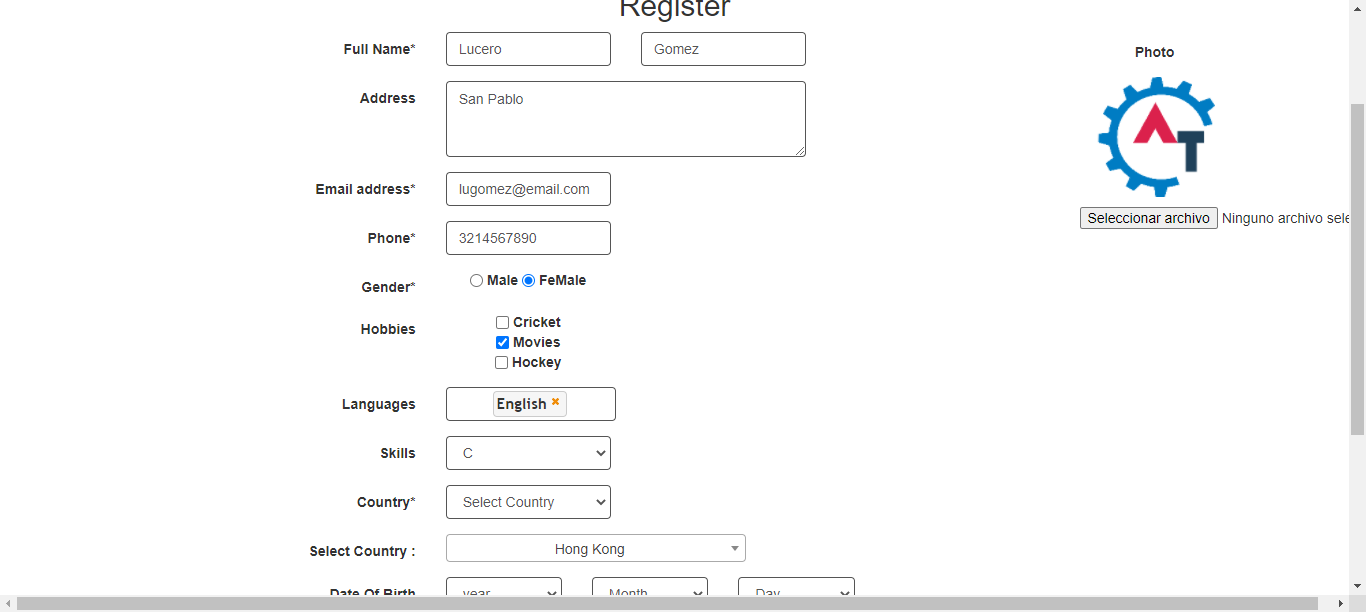 Register
Full Name* Lucero Gomez
Photo
Address San Pablo
AT
Email address* lugomez@email.com
Seleccionar archivo Ninguno archivo sele
Phone* 3214567890
Gender* Male FeMale
Hobbies Cricket
Movies
Hockey
Languages English
Skills C
Country* Select Country
Select Country : Hong Kong
Date Of Birth year Month Day